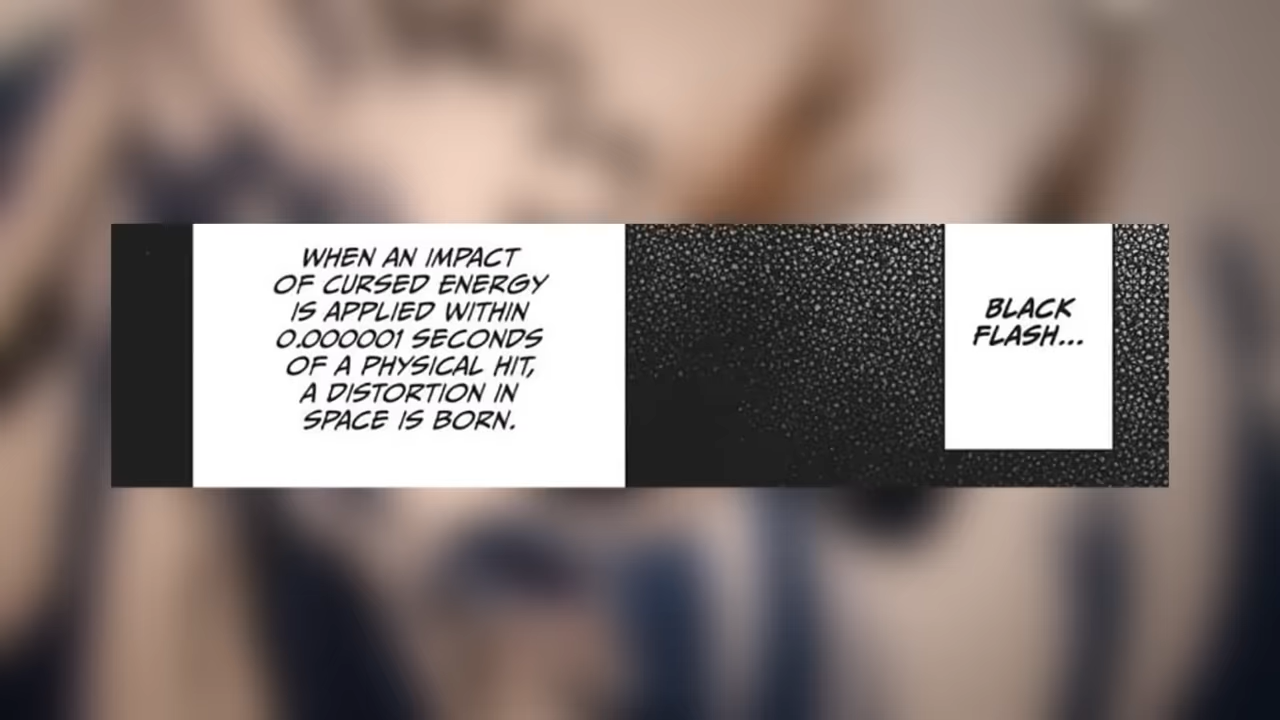 WHEN AN IMPACT
OF CURSED ENERGY
IS APPLIED WITHIN
0.000001 SECONDS
OF A PHYSICAL HIT,
A DISTORTION IN
SPACE IS BORN.
BLACK
FLASH...